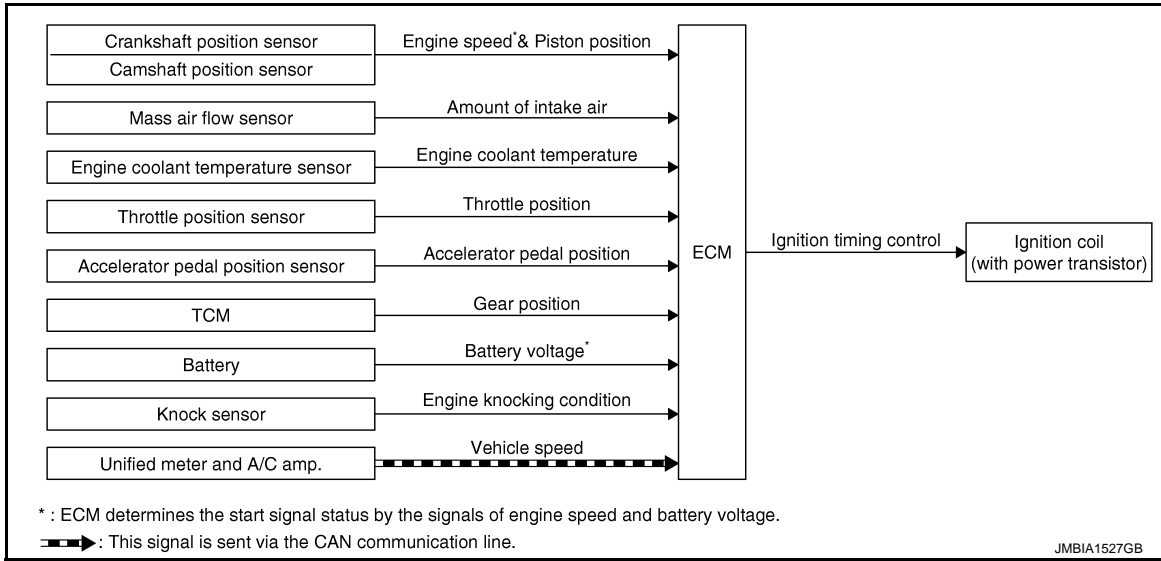 Crankshaft position sensor
Engine speed*& Piston position
Camshaft position sensor
Mass air flow sensor
Amount of intake air
Engine coolant temperature sensor
Engine coolant temperature
Throttle position sensor
Throttle position
Accelerator pedal position sensor
Accelerator pedal position
ECM
Ignition timing control
Ignition coil
(with power transistor)
TCM
Gear position
Battery
Battery voltage*
Knock sensor
Engine knocking condition
Unified meter and A/C amp.
Vehicle speed
* : ECM determines the start signal status by the signals of engine speed and battery voltage.
: This signal is sent via the CAN communication line.
JMBIA1527GB